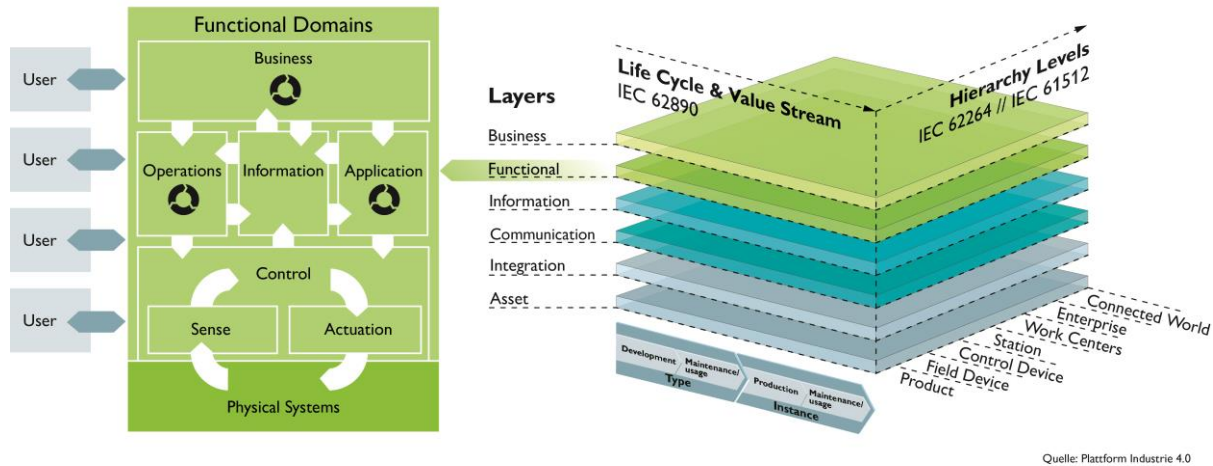 Functional Domains
User
Business
User
Operations
Information
Application
User
Control
User
Sense
Actuation
Physical Systems
Layers
Business
Functional
Information
Communication
Integration
Asset
Life Cycle & Value Stream
IEC 62890
Hierarchy Levels
IEC 62264 // IEC 61512
Connected World
Enterprise
Work Centers
Station
Control Device
Field Device
Product
Development
Maintenance/
usage
Type
Production
Maintenance/
usage
Instance
Quelle: Plattform Industrie 4.0